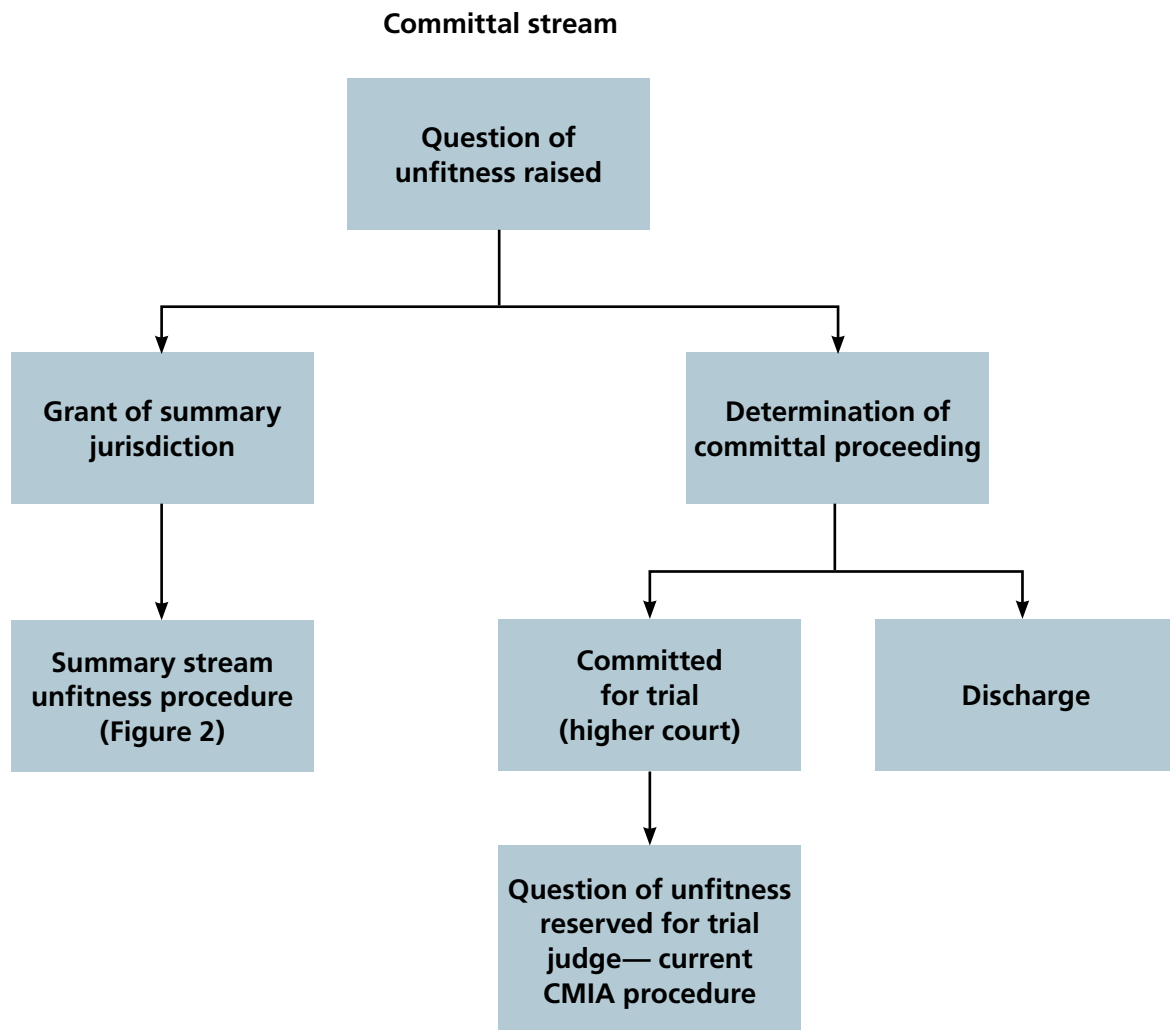 Committal stream
Question of
unfitness raised
Grant of summary
jurisdiction
Determination of
committal proceeding
Summary stream
unfitness procedure
(Figure 2)
Committed
for trial
(higher court)
Discharge
Question of unfitness
reserved for trial
judge— current
CMIA procedure